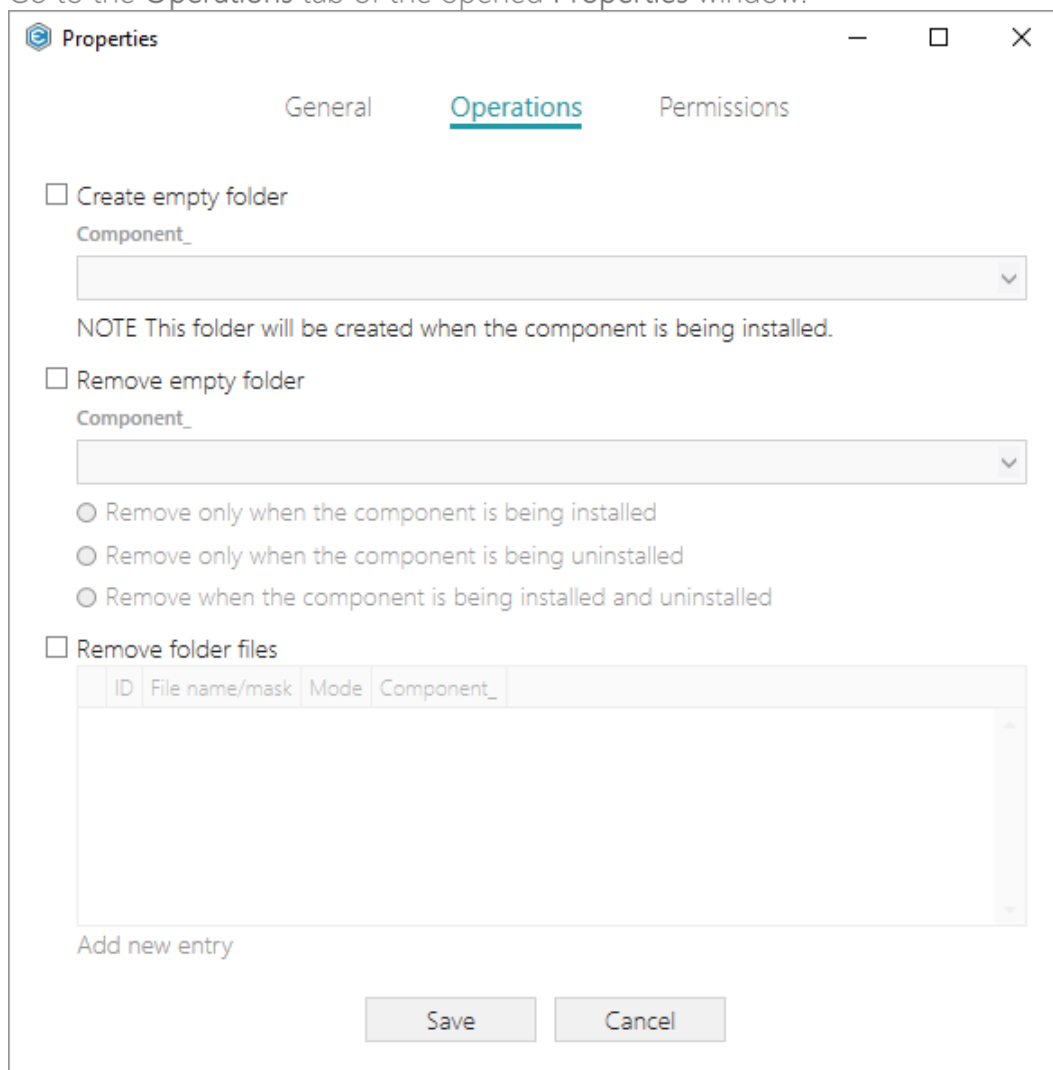 Go to the Operations tab of the opened Properties window.
Properties
General Operations Permissions
Create empty folder
Component_
NOTE This folder will be created when the component is being installed.
Remove empty folder
Component_
Remove only when the component is being installed
Remove only when the component is being uninstalled
Remove when the component is being installed and uninstalled
Remove folder files
ID File name/mask Mode Component_
Add new entry
Save Cancel